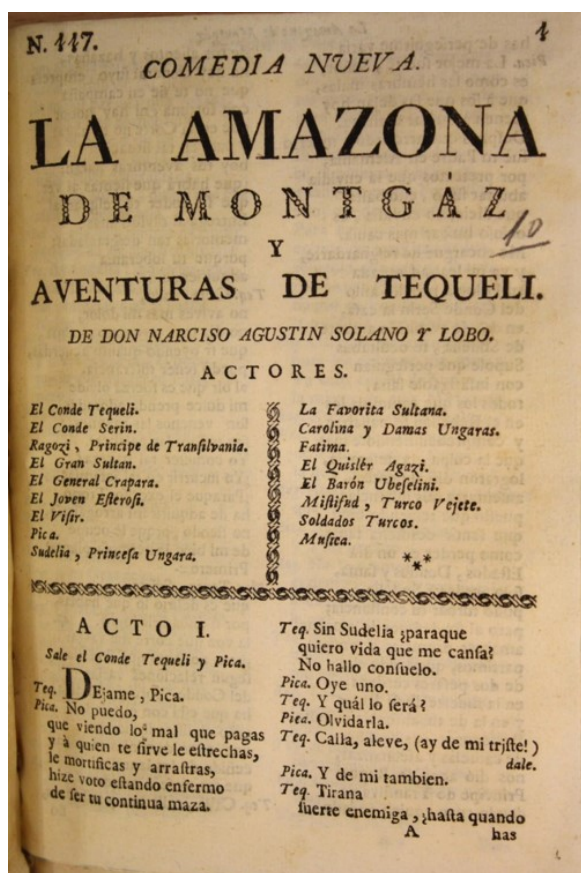 N. 117.
1
COMEDIA NUEVA.
LA AMAZONA
DE MONTGÁZ
10
Y
AVENTURAS DE TEQUELI.
DE DON NARCISO AGUSTIN SOLANO Y LOBO.
ACTORES.
El Conde Tequeli.
El Conde Serin.
Ragozi, Principe de Tranſilvania.
El Gran Sultan.
El General Crapara.
El Joven Eſteroſi.
El Viſir.
Pica.
Sudelia, Princeſa Ungara.
La Favorita Sultana.
Carolina y Damas Ungaras.
Fatima.
El Quislér Agazi.
El Barón Ubeſelini.
Miſtifud, Turco Vejete.
Soldados Turcos.
Muſica.
***
ACTO I.
Sale el Conde Tequeli y Pica.
Teq. DEjame, Pica.
Pica. No puedo,
que viendo lo mal que pagas
y à quien te ſirve le eſtrechas,
le mortificas y arraſtras,
hize voto eſtando enfermo
de ſer tu continua maza.
Teq. Sin Sudelia ¿paraque
quiero vida que me canſa?
No hallo conſuelo.
Pica. Oye uno.
Teq. Y quál lo ſerá?
Pica. Olvidarla.
Teq. Calla, aleve, (ay de mi triſte!)
dale.
Pica. Y de mi tambien.
Teq. Tirana
ſuerte enemiga, ¿haſta quando
A
has